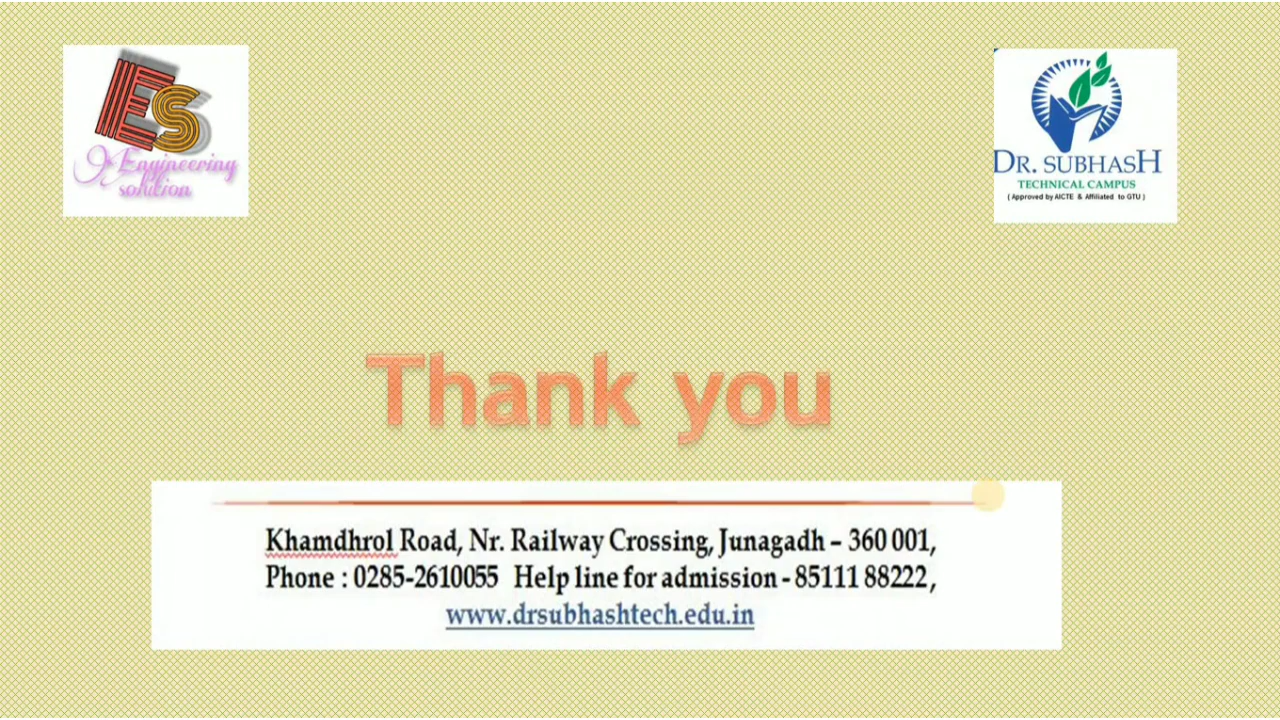 ES
Engineering
solution
DR. SUBHASH
TECHNICAL CAMPUS
( Approved by AICTE & Affiliated to GTU )
Thank you
Khamdhrol Road, Nr. Railway Crossing, Junagadh – 360 001,
Phone : 0285-2610055 Help line for admission - 85111 88222,
www.drsubhashtech.edu.in